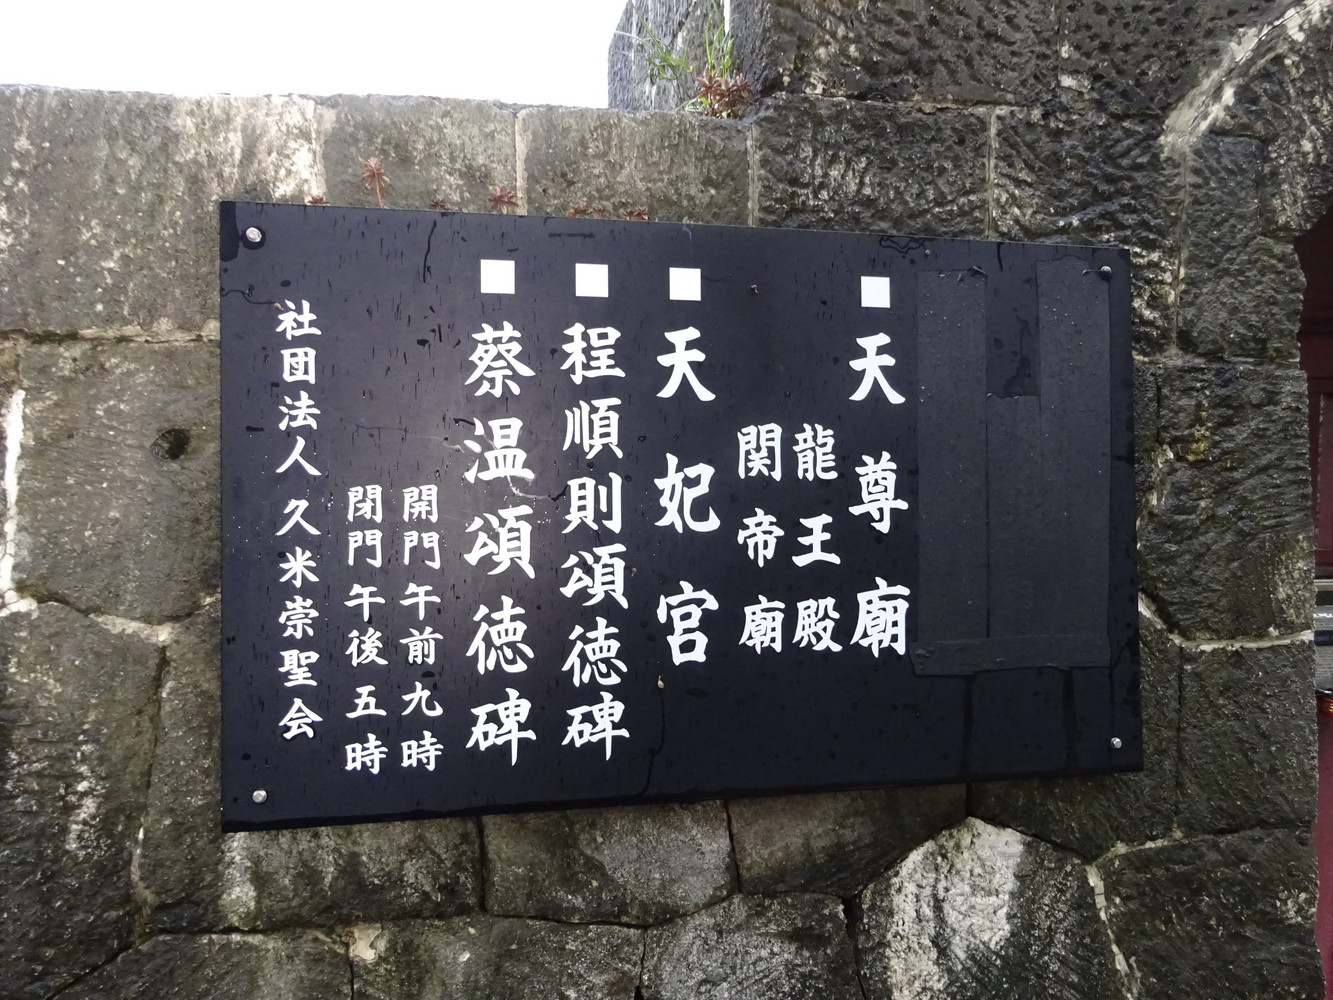 ■天尊廟
龍王殿
関帝廟
■天妃宮
■程順則頌徳碑
■蔡温頌徳碑
開門午前九時
閉門午後五時
社団法人久米崇聖会